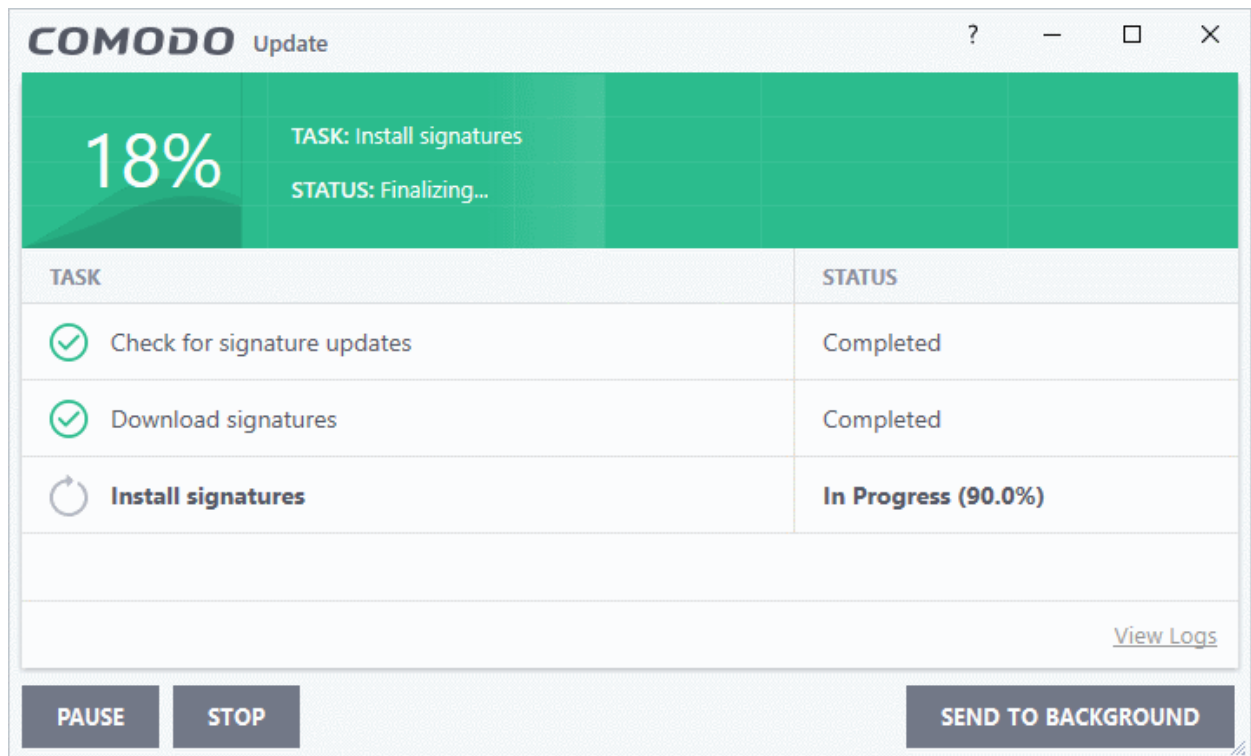 COMODO Update ?
18%
TASK: Install signatures
STATUS: Finalizing...
TASK STATUS
Check for signature updates Completed
Download signatures Completed
Install signatures In Progress (90.0%)
View Logs
PAUSE STOP SEND TO BACKGROUND